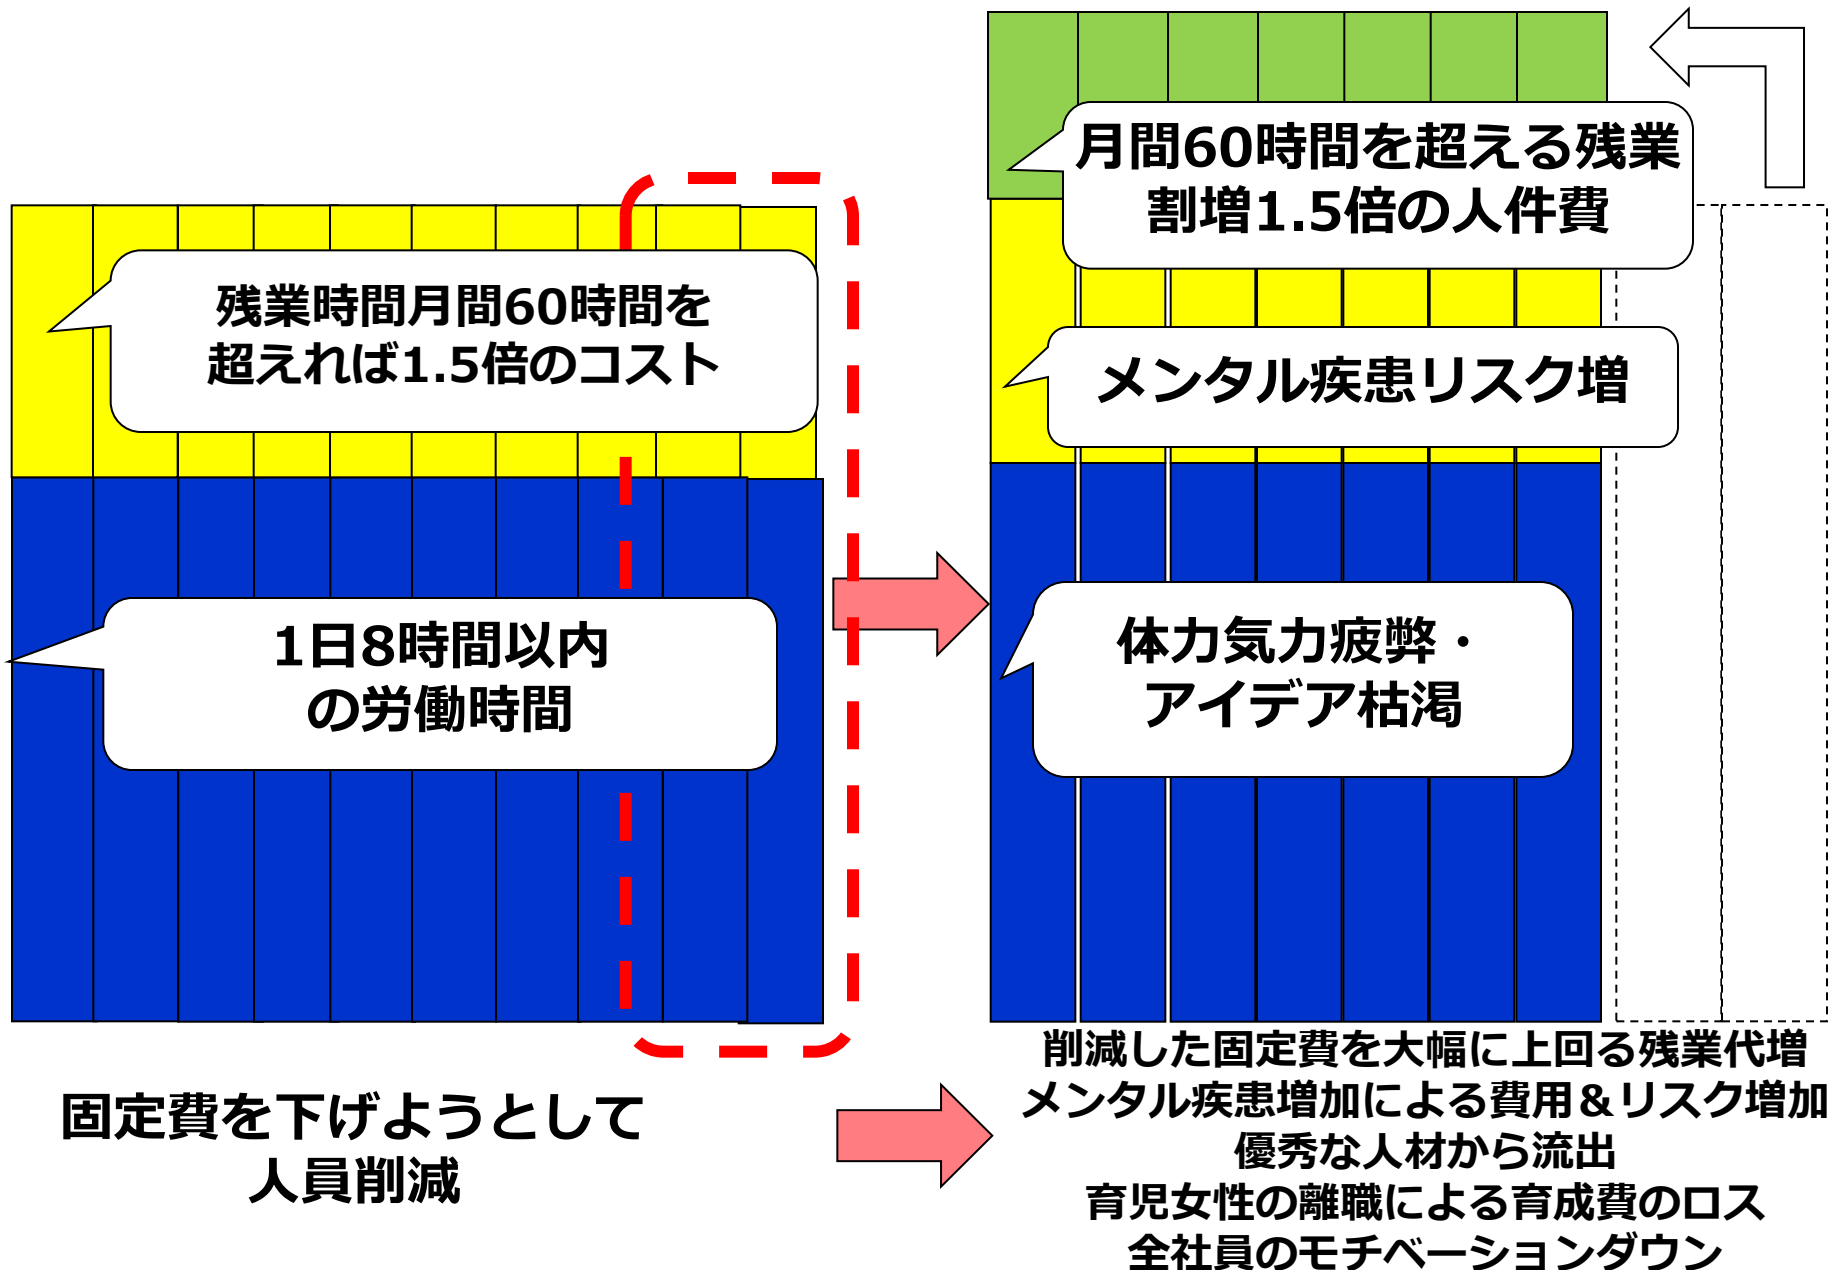 残業時間月間60時間を
超えれば1.5倍のコスト
1日8時間以内
の労働時間
固定費を下げようとして
人員削減
月間60時間を超える残業
割増1.5倍の人件費
メンタル疾患リスク増
体力気力疲弊・
アイデア枯渇
削減した固定費を大幅に上回る残業代増
メンタル疾患増加による費用＆リスク増加
優秀な人材から流出
育児女性の離職による育成費のロス
全社員のモチベーションダウン